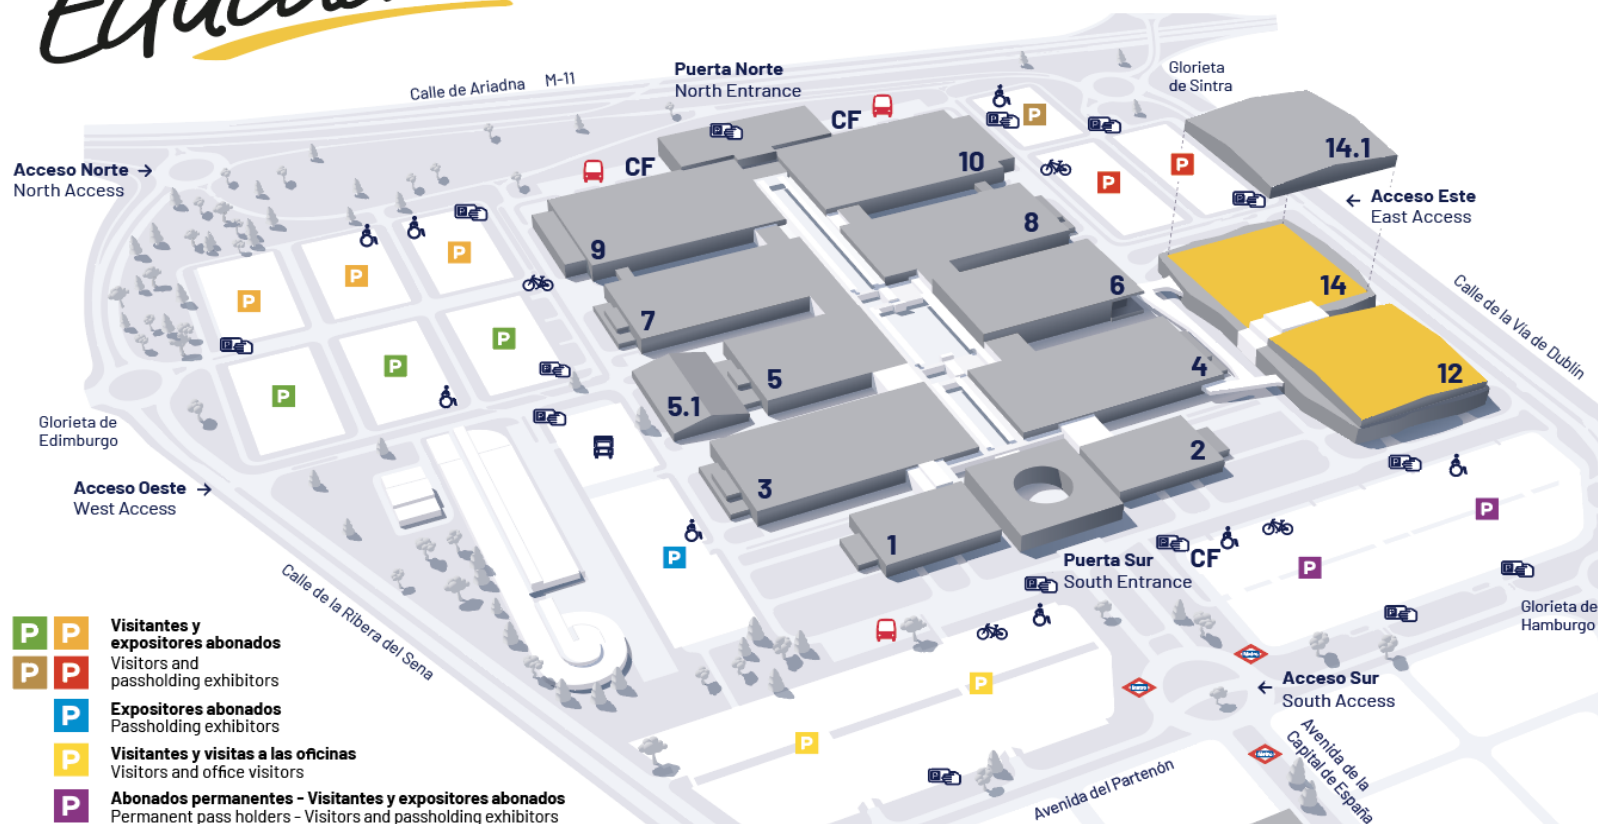 Calle de Ariadna M-11
Puerta Norte
North Entrance
Glorieta
de Sintra
CF
CF
P
Acceso Norte →
North Access
10
P
P
14.1
← Acceso Este
East Access
9
8
P
P
P
7
6
14
Calle de la Via de Dublín
P
P
P
5
5.1
4
12
Glorieta de
Edimburgo
Acceso Oeste →
West Access
3
2
1
P
P
P
Puerta Sur
South Entrance
CF
Calle de la Ribera del Sena
Glorieta de
Hamburgo
P
P
← Acceso Sur
South Access
Avenida de la
Capital de España
Avenida del Partenón
P P Visitantes y
expositores abonados
P P Visitors and
passholding exhibitors
P Expositores abonados
Passholding exhibitors
P Visitantes y visitas a las oficinas
Visitors and office visitors
P Abonados permanentes - Visitantes y expositores abonados
Permanent pass holders - Visitors and passholding exhibitors